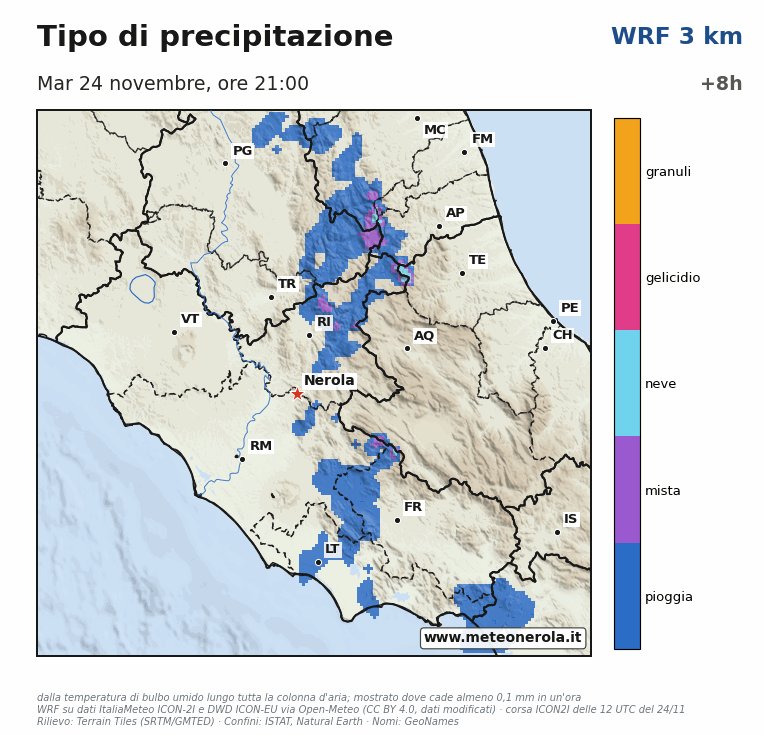 Tipo di precipitazione
WRF 3 km
Mar 24 novembre, ore 21:00
+8h
MC
FM
PG
AP
TE
TR
PE
VT
RI
AQ
CH
Nerola
RM
FR
IS
LT
www.meteonerola.it
granuli
gelicidio
neve
mista
pioggia
dalla temperatura di bulbo umido lungo tutta la colonna d'aria; mostrato dove cade almeno 0,1 mm in un'ora
WRF su dati ItaliaMeteo ICON-2I e DWD ICON-EU via Open-Meteo (CC BY 4.0, dati modificati) · corsa ICON2I delle 12 UTC del 24/11
Rilievo: Terrain Tiles (SRTM/GMTED) · Confini: ISTAT, Natural Earth · Nomi: GeoNames